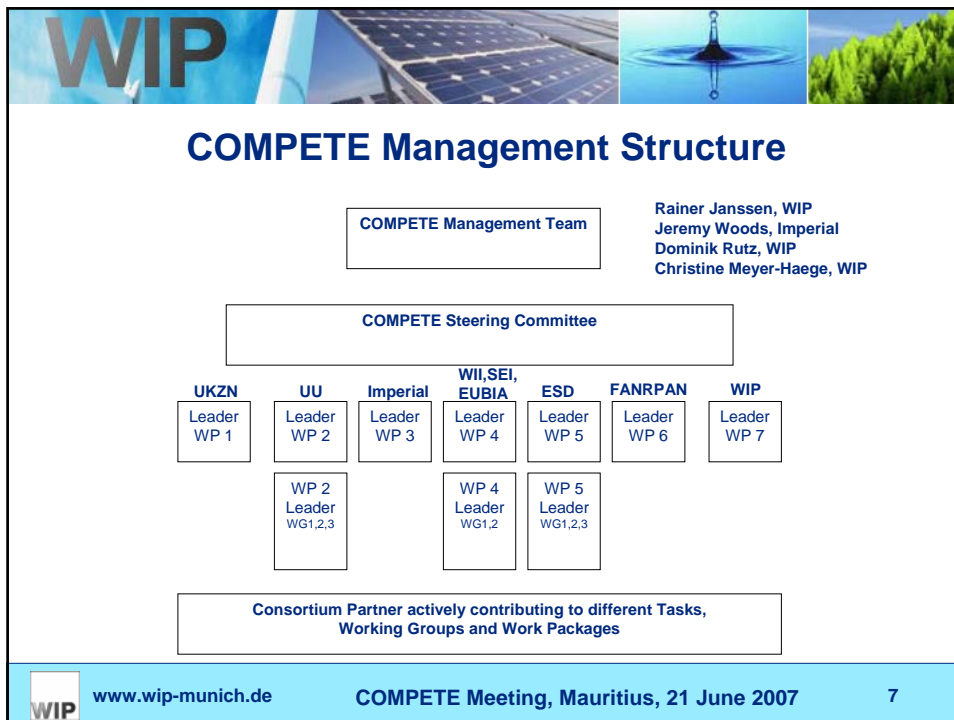 WIP
COMPETE Management Structure
COMPETE Management Team
Rainer Janssen, WIP
Jeremy Woods, Imperial
Dominik Rutz, WIP
Christine Meyer-Haege, WIP
COMPETE Steering Committee
UKZN
UU
Imperial
WII,SEI,
EUBIA
ESD
FANRPAN
WIP
Leader
WP 1
Leader
WP 2
Leader
WP 3
Leader
WP 4
Leader
WP 5
Leader
WP 6
Leader
WP 7
WP 2
Leader
WG1,2,3
WP 4
Leader
WG1,2
WP 5
Leader
WG1,2,3
Consortium Partner actively contributing to different Tasks,
Working Groups and Work Packages
WIP
www.wip-munich.de
COMPETE Meeting, Mauritius, 21 June 2007
7